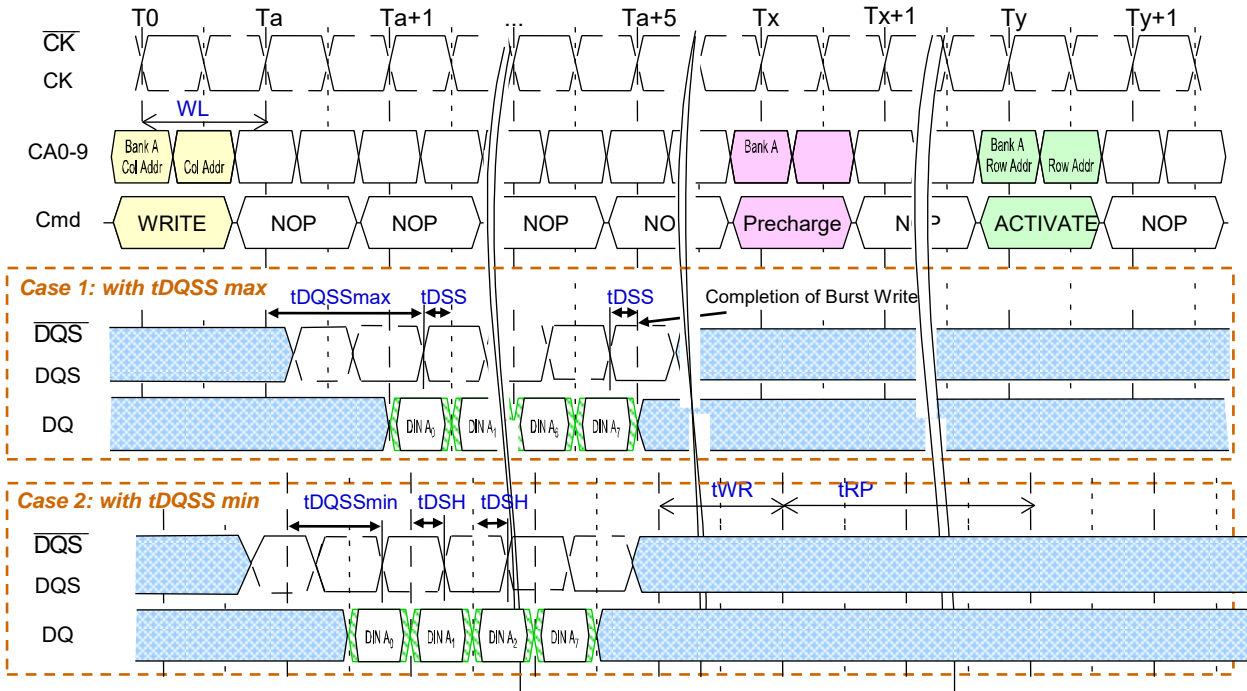 T0 Ta Ta+1 ... Ta+5 Tx Tx+1 Ty Ty+1
CK
CK
WL
CA0-9 Bank A Col Addr Col Addr Bank A Bank A Row Addr Row Addr
Cmd WRITE NOP NOP NOP NO Precharge N P ACTIVATE NOP
Case 1: with tDQSS max
tDQSSmax tDSS tDSS Completion of Burst Write
DQS
DQS
DQ DIN A0 DIN A1 DIN A6 DIN A7
Case 2: with tDQSS min
tDQSSmin tDSH tDSH tWR tRP
DQS
DQS
DQ DIN A0 DIN A1 DIN A2 DIN A7